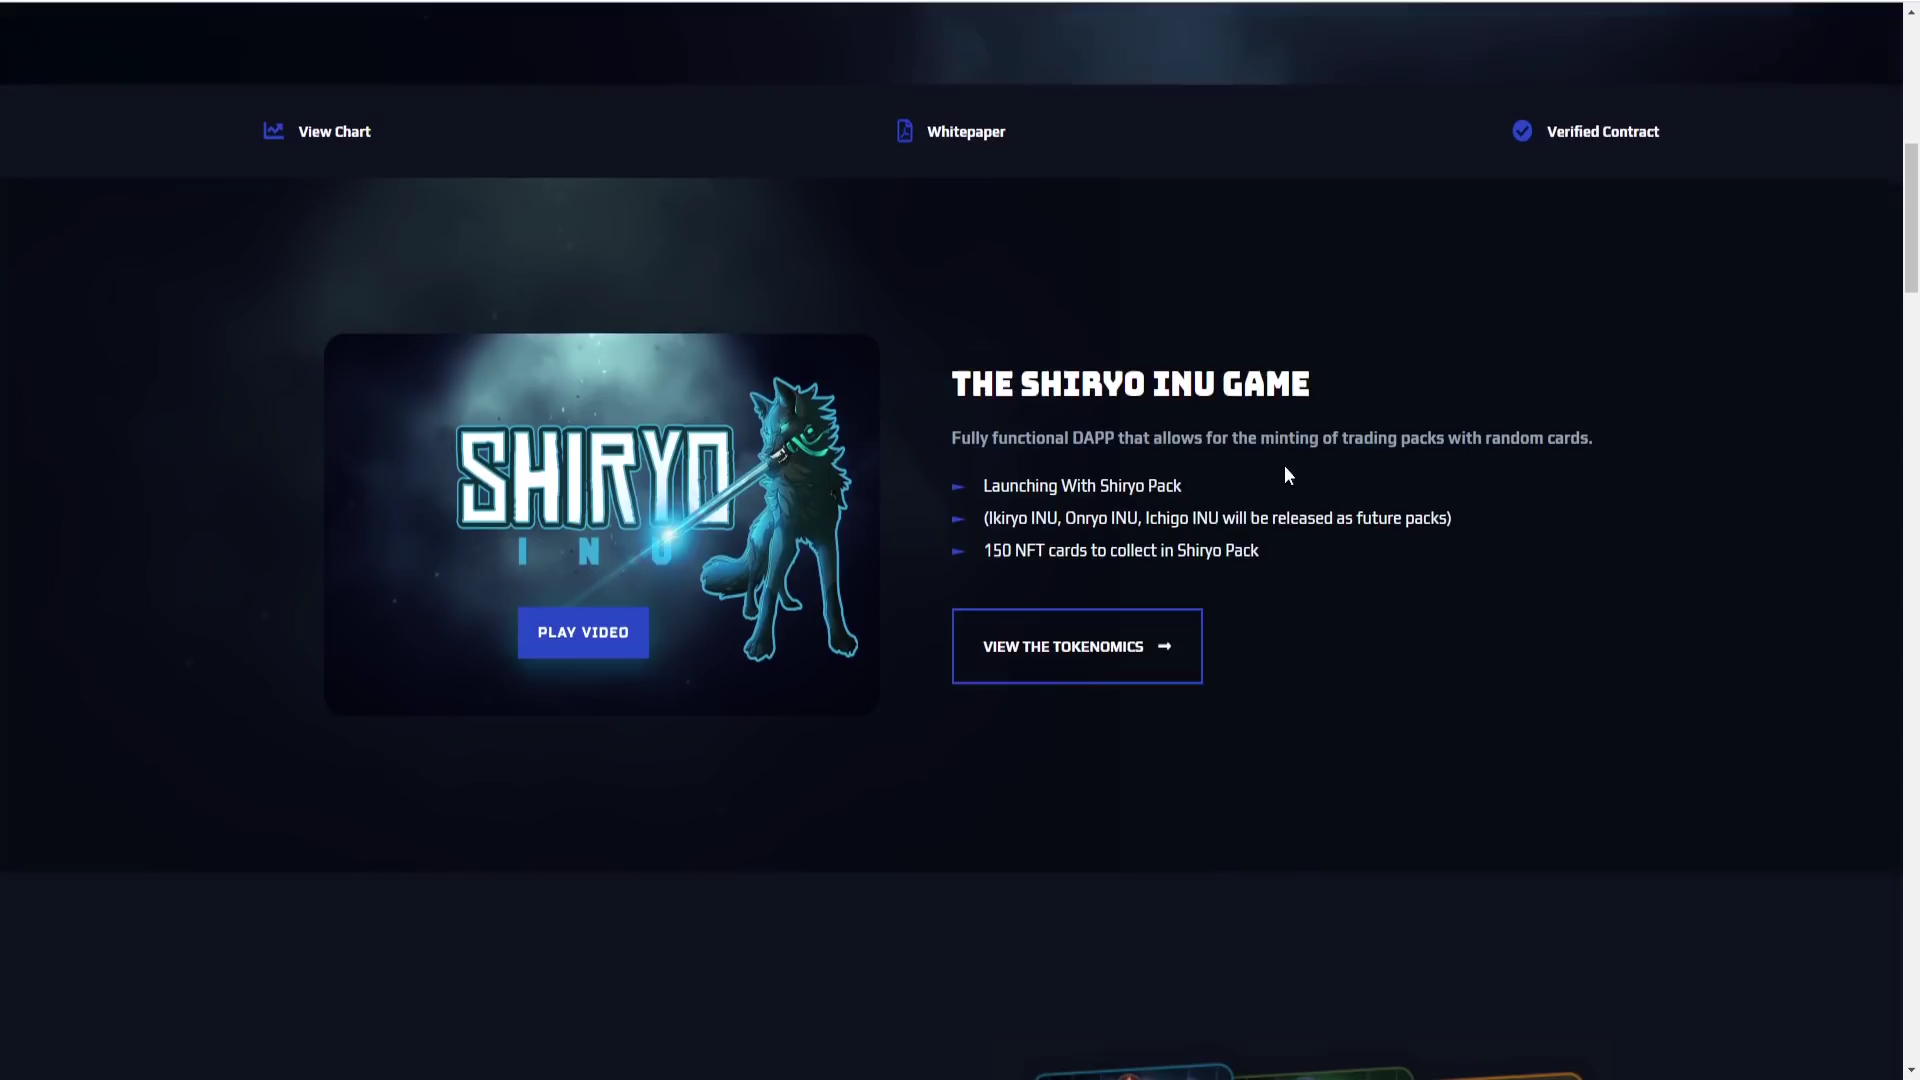 View Chart
Whitepaper
Verified Contract
SHIRYO
INU
PLAY VIDEO
THE SHIRYO INU GAME
Fully functional DAPP that allows for the minting of trading packs with random cards.
Launching With Shiryo Pack
(Ikiryo INU, Onryo INU, Ichigo INU will be released as future packs)
150 NFT cards to collect in Shiryo Pack
VIEW THE TOKENOMICS